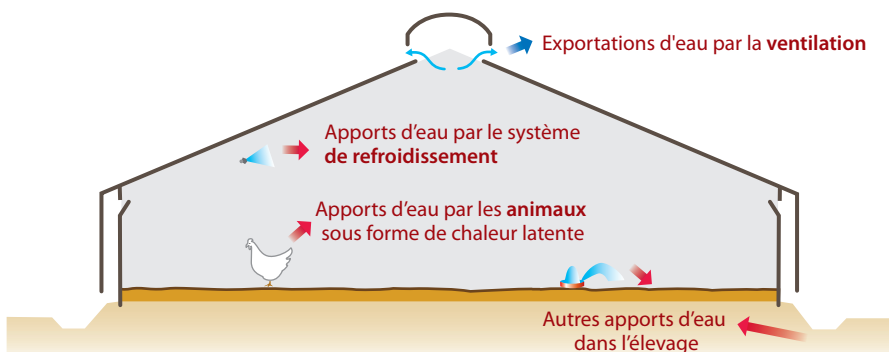 Exportations d'eau par la ventilation
Apports d’eau par le système
de refroidissement
Apports d’eau par les animaux
sous forme de chaleur latente
Autres apports d’eau
dans l’élevage